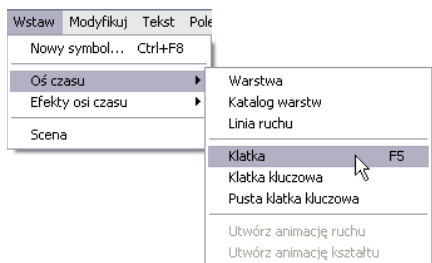 Wstaw Modyfikuj Tekst
Nowy symbol... Ctrl+F8
Oś czasu
Efekty osi czasu
Scena
Warstwa
Katalog warstw
Linia ruchu
Klatka F5
Klatka kluczowa
Pusta klatka kluczowa
Utwórz animację ruchu
Utwórz animację kształtu